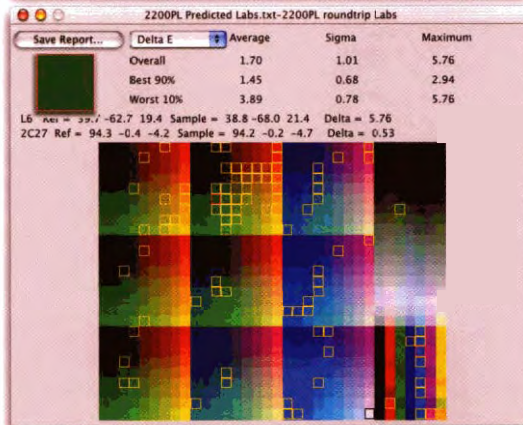 2200PL Predicted Labs.txt-2200PL roundtrip Labs
Save Report... Delta E Average Sigma Maximum
Overall 1.70 1.01 5.76
Best 90% 1.45 0.68 2.94
Worst 10% 3.89 0.78 5.76
L6 Ref = 39.7 -62.7 19.4 Sample = 38.8 -68.0 21.4 Delta = 5.76
2C27 Ref = 94.3 -0.4 -4.2 Sample = 94.2 -0.2 -4.7 Delta = 0.53